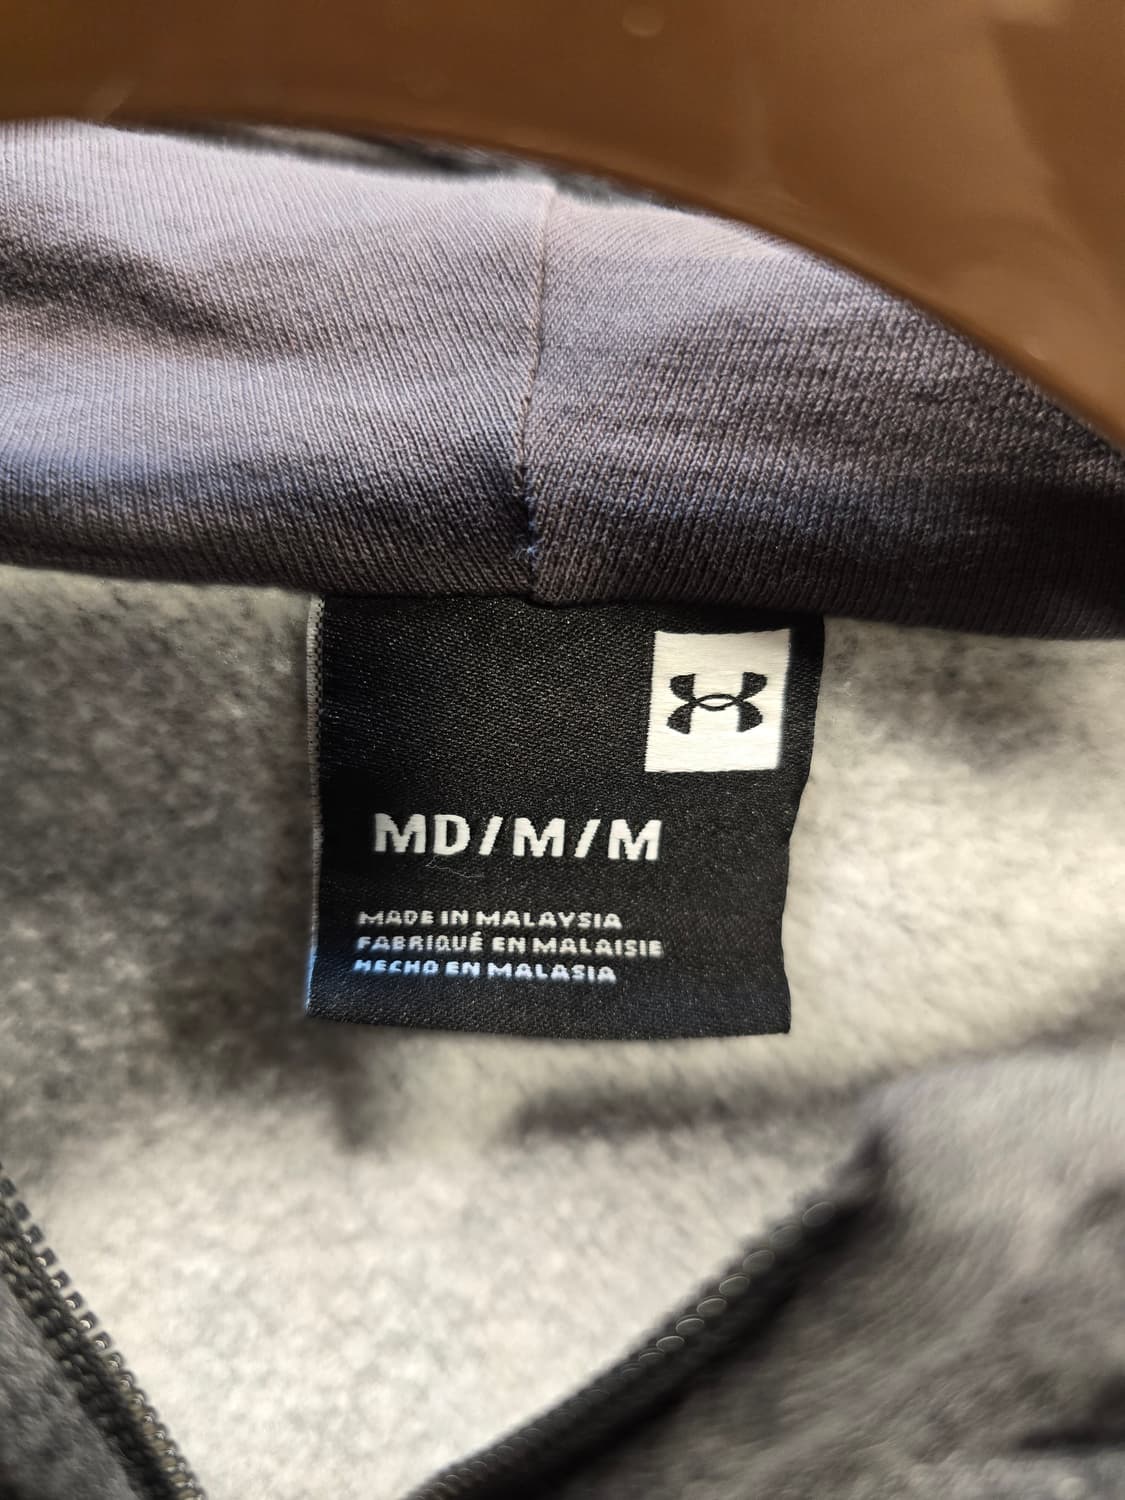 MD/M/M
MADE IN MALAYSIA
FABRIQUÉ EN MALAISIE
HECHO EN MALASIA